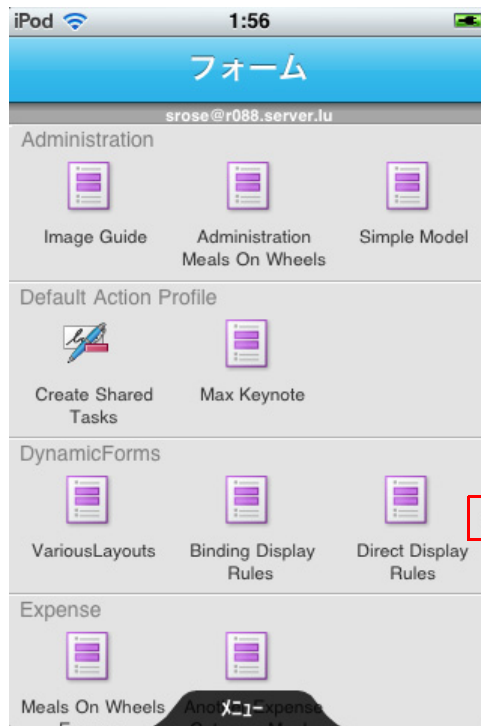 iPod 1:56
フォーム
srose@r088.server.lu
Administration
Image Guide
Administration
Meals On Wheels
Simple Model
Default Action Profile
Create Shared
Tasks
Max Keynote
DynamicForms
VariousLayouts
Binding Display
Rules
Direct Display
Rules
Expense
Meals On Wheels
Expense
メニュー